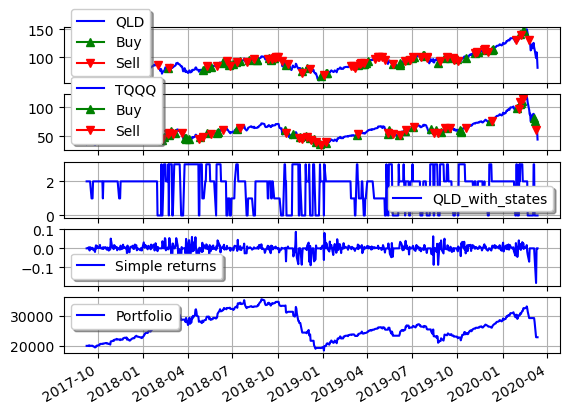 QLD
Buy
Sell
150
100
TQQQ
Buy
Sell
100
50
QLD_with_states
2
0
Simple returns
0.1
0.0
−0.1
Portfolio
30000
20000
2017-10
2018-01
2018-04
2018-07
2018-10
2019-01
2019-04
2019-07
2019-10
2020-01
2020-04